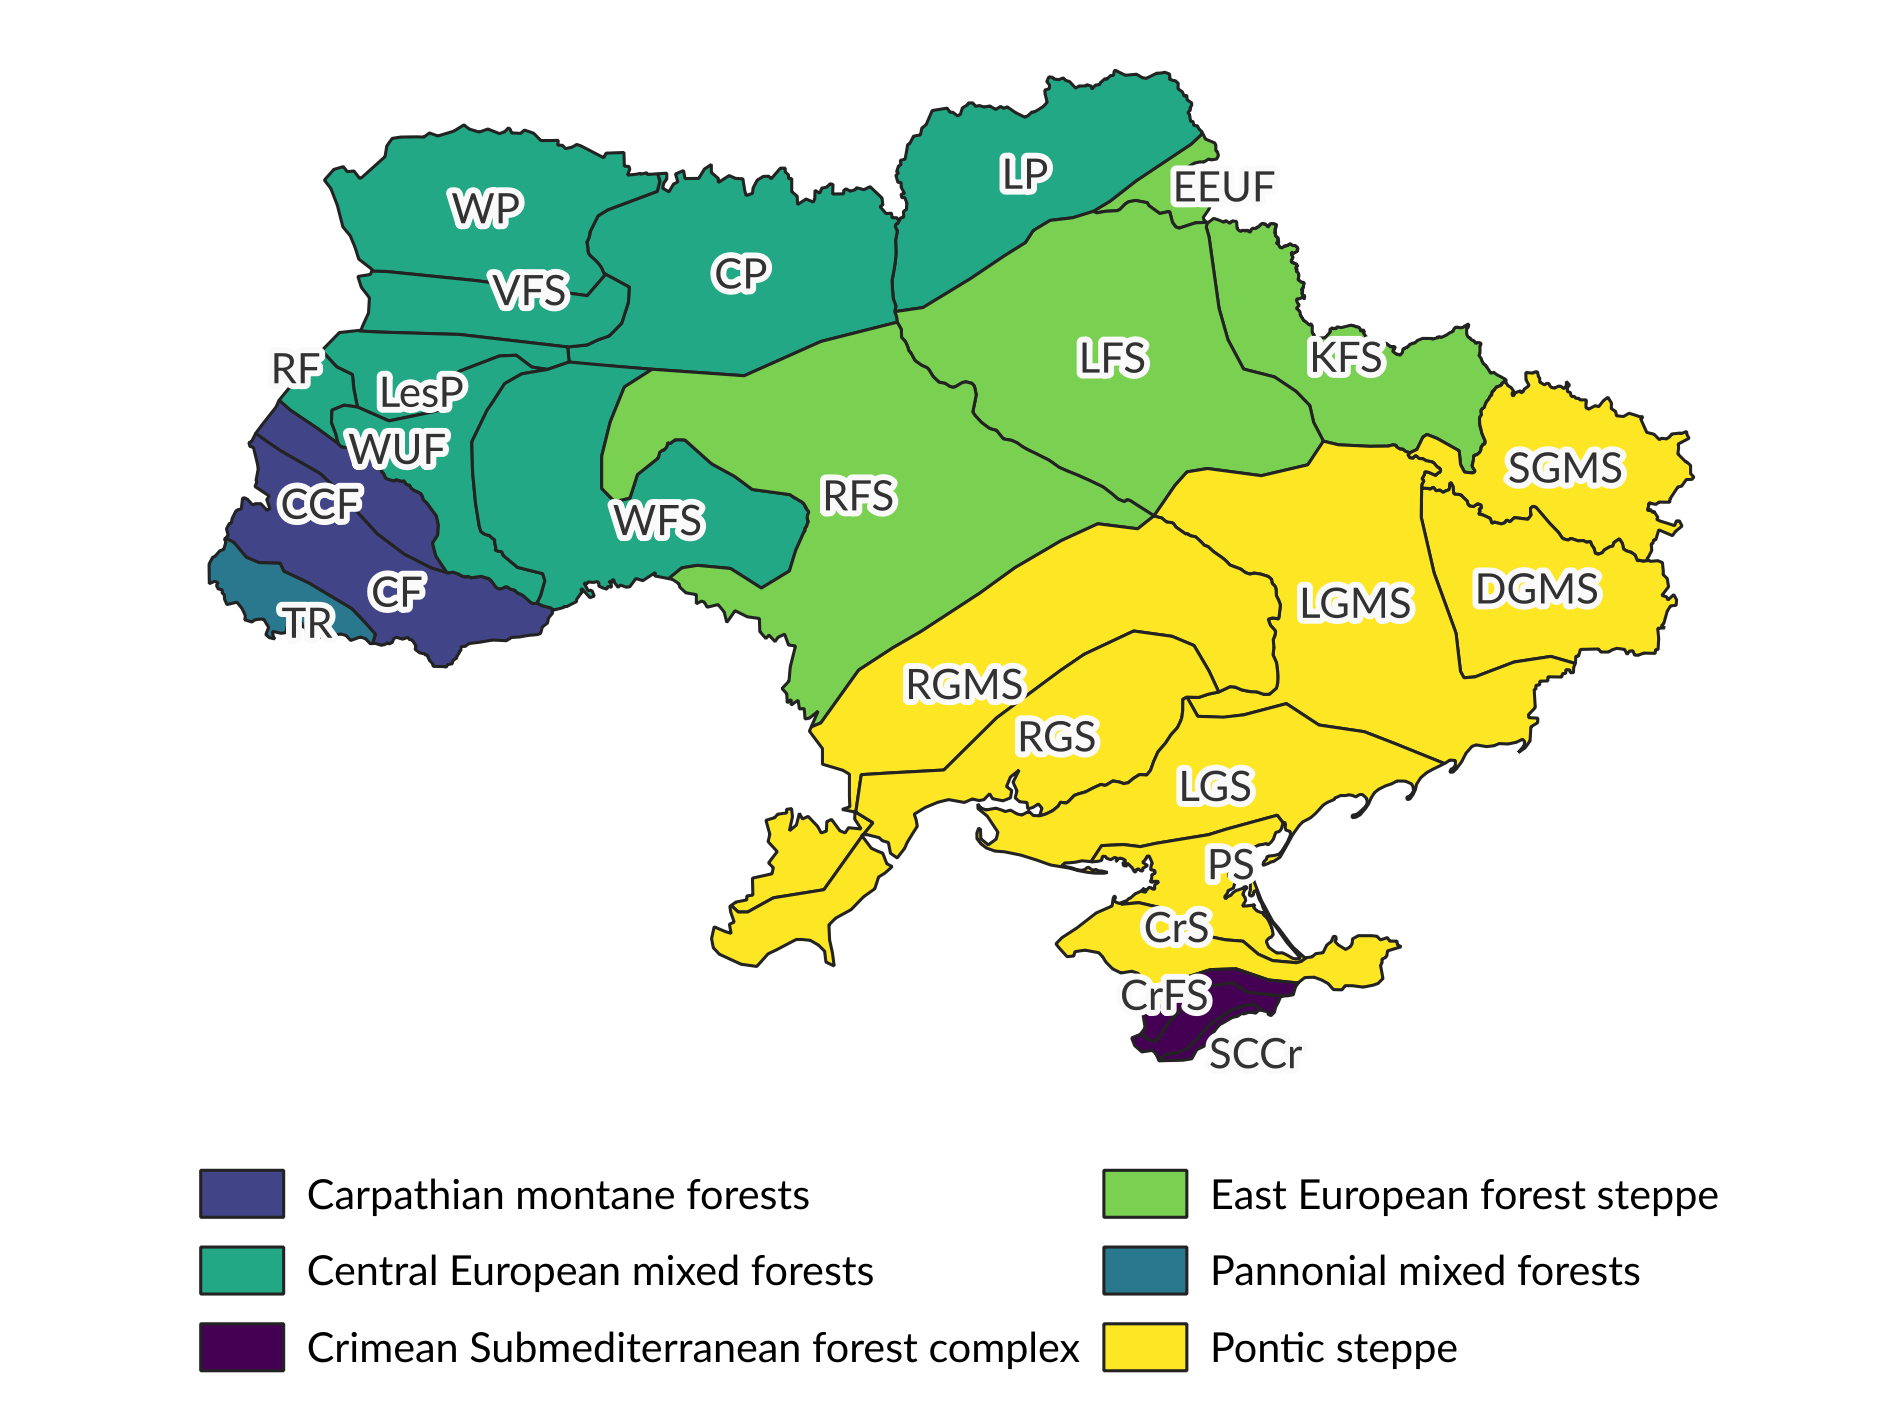 LP
EEUF
WP
CP
VFS
LFS
KFS
RF
LesP
WUF
SGMS
CCF
RFS
WFS
CF
DGMS
LGMS
TR
RGMS
RGS
LGS
PS
CrS
CrFS
SCCr
Carpathian montane forests
Central European mixed forests
Crimean Submediterranean forest complex
East European forest steppe
Pannonial mixed forests
Pontic steppe